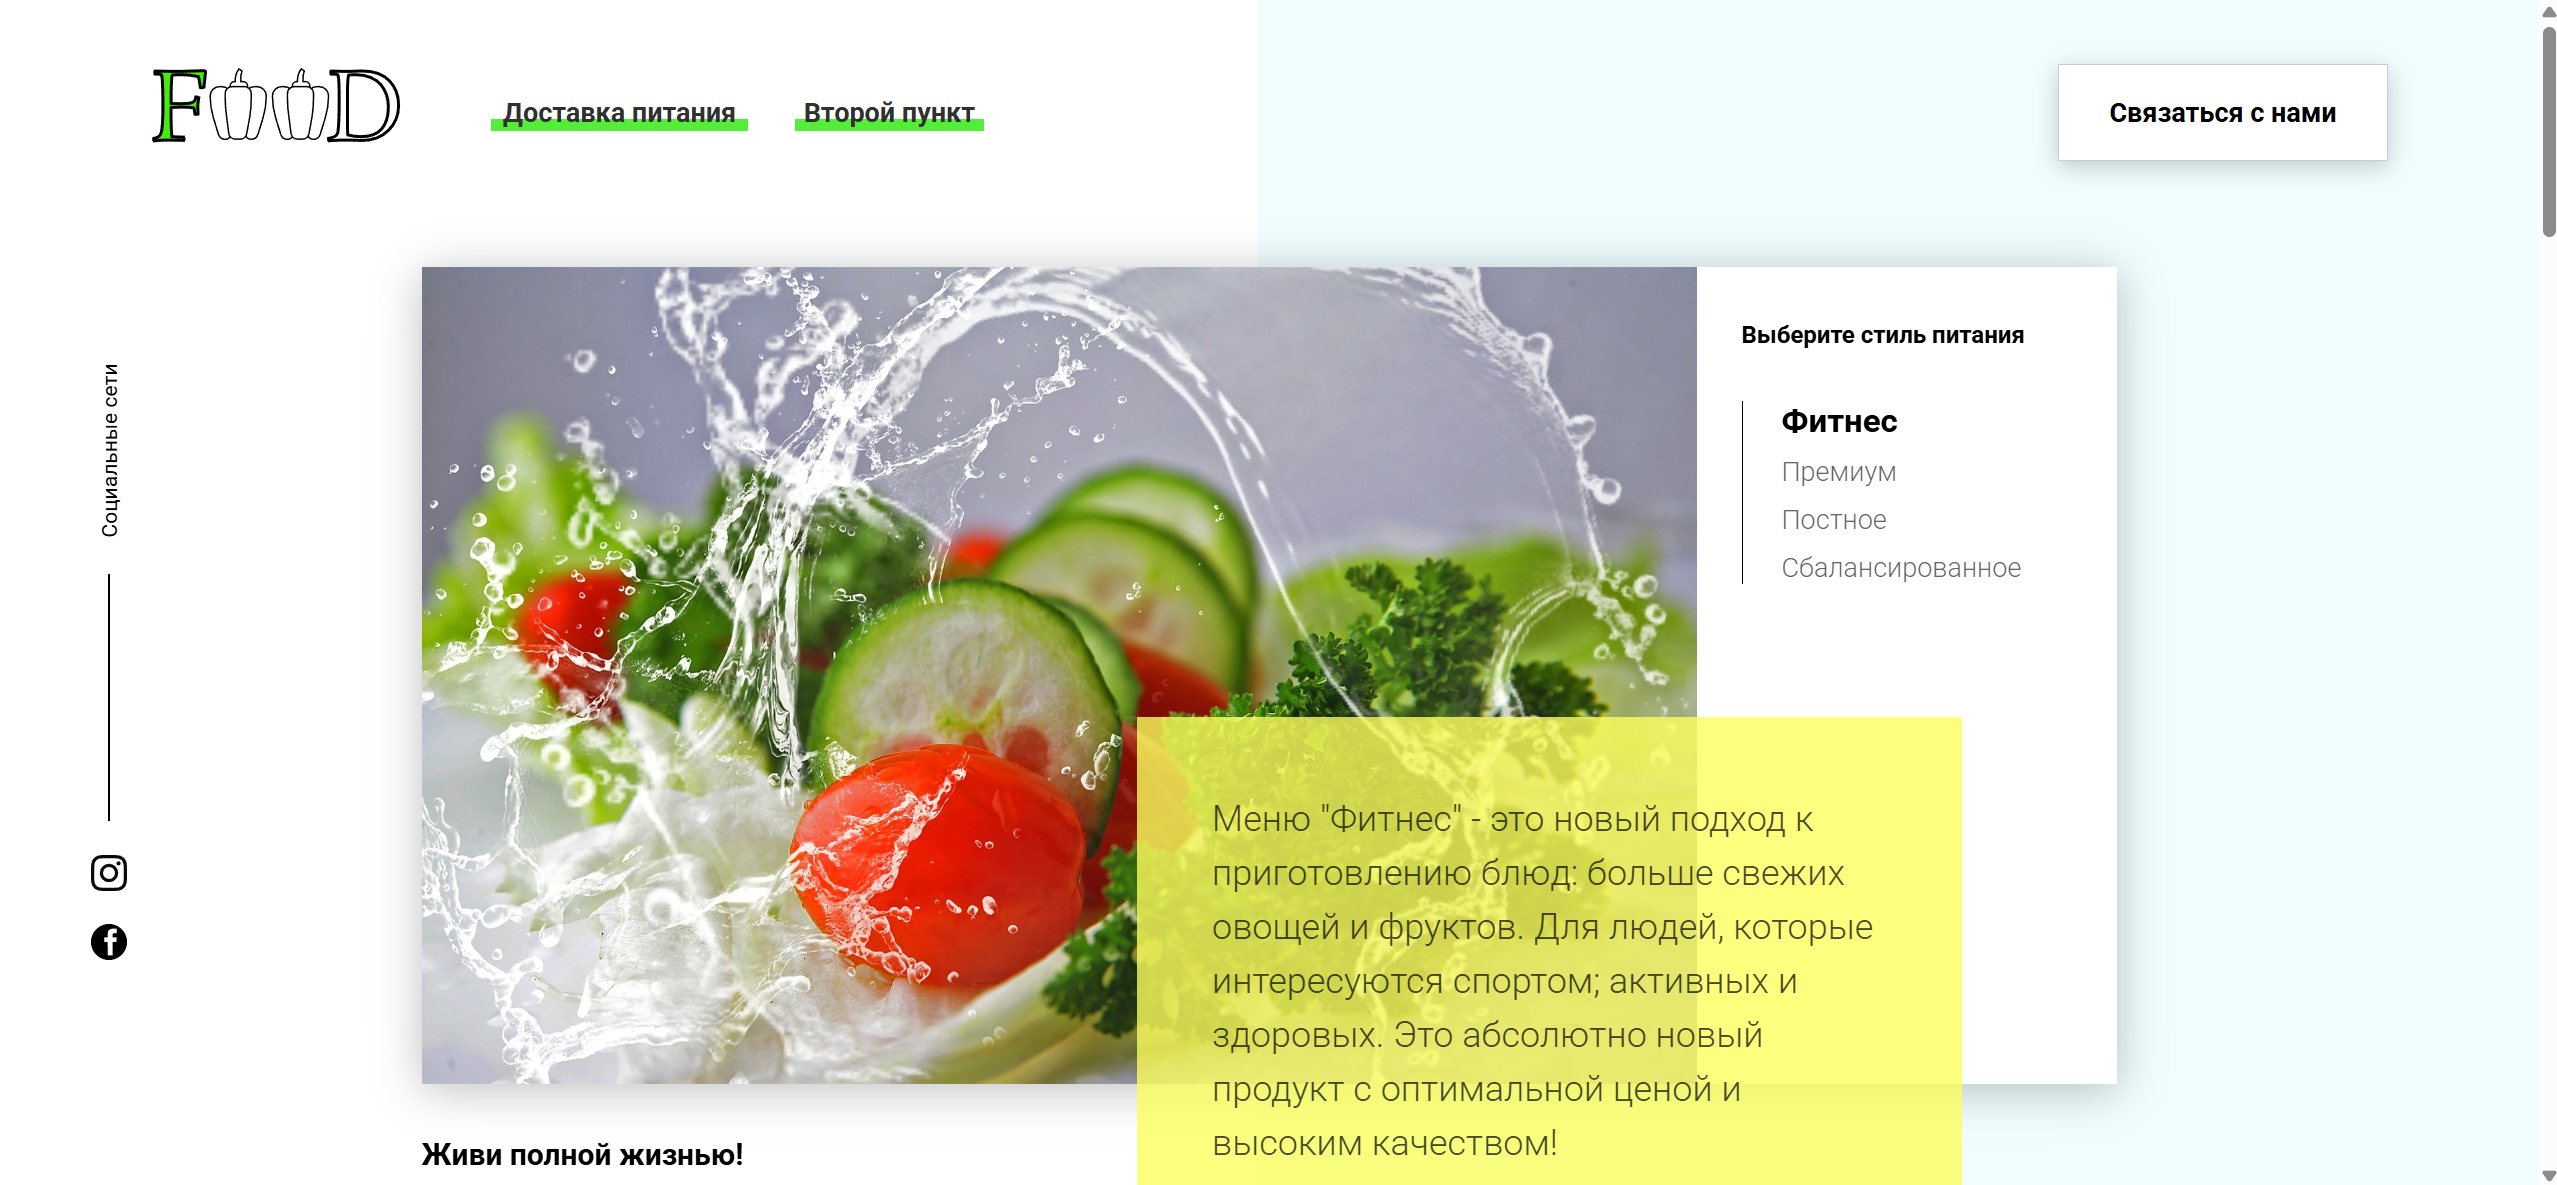 FOOD
Доставка питания
Второй пункт
Связаться с нами
Социальные сети
Выберите стиль питания
Фитнес
Премиум
Постное
Сбалансированное
Меню "Фитнес" - это новый подход к
приготовлению блюд: больше свежих
овощей и фруктов. Для людей, которые
интересуются спортом; активных и
здоровых. Это абсолютно новый
продукт с оптимальной ценой и
высоким качеством!
Живи полной жизнью!